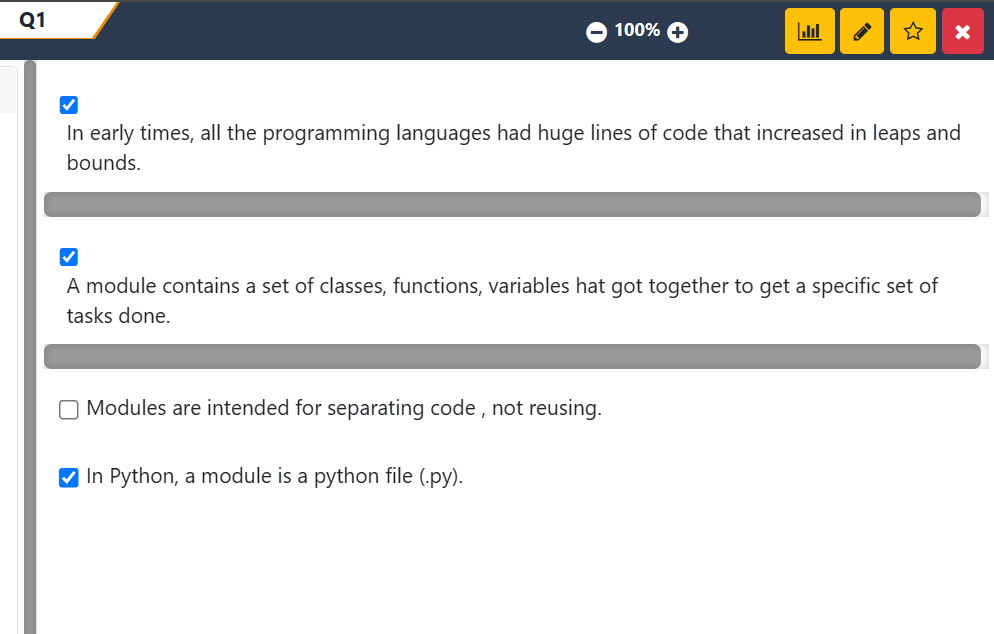 Q1
100%
In early times, all the programming languages had huge lines of code that increased in leaps and
bounds.
A module contains a set of classes, functions, variables hat got together to get a specific set of
tasks done.
Modules are intended for separating code , not reusing.
In Python, a module is a python file (.py).